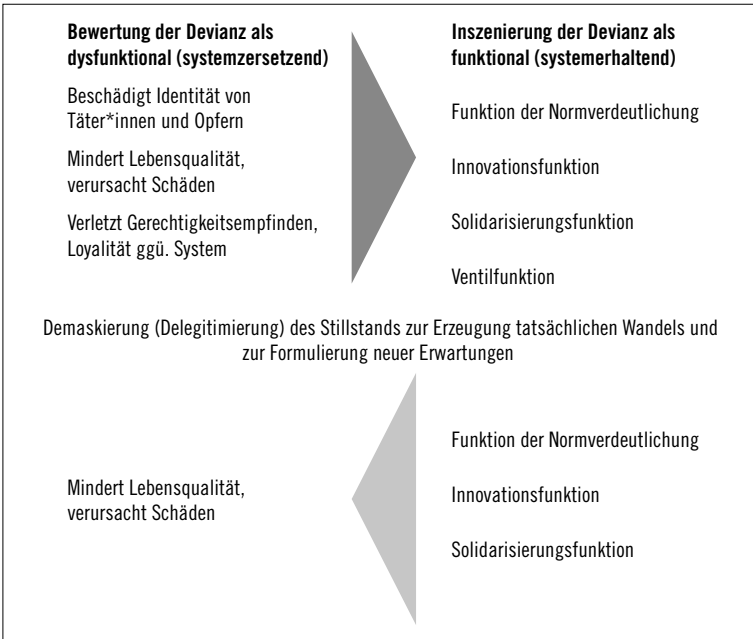 Bewertung der Devianz als
dysfunktional (systemzersetzend)
Beschädigt Identität von
Täter*innen und Opfern
Mindert Lebensqualität,
verursacht Schäden
Verletzt Gerechtigkeitsempfinden,
Loyalität ggü. System
Inszenierung der Devianz als
funktional (systemerhaltend)
Funktion der Normverdeutlichung
Innovationsfunktion
Solidarisierungsfunktion
Ventilfunktion
Demaskierung (Delegitimierung) des Stillstands zur Erzeugung tatsächlichen Wandels und
zur Formulierung neuer Erwartungen
Mindert Lebensqualität,
verursacht Schäden
Funktion der Normverdeutlichung
Innovationsfunktion
Solidarisierungsfunktion